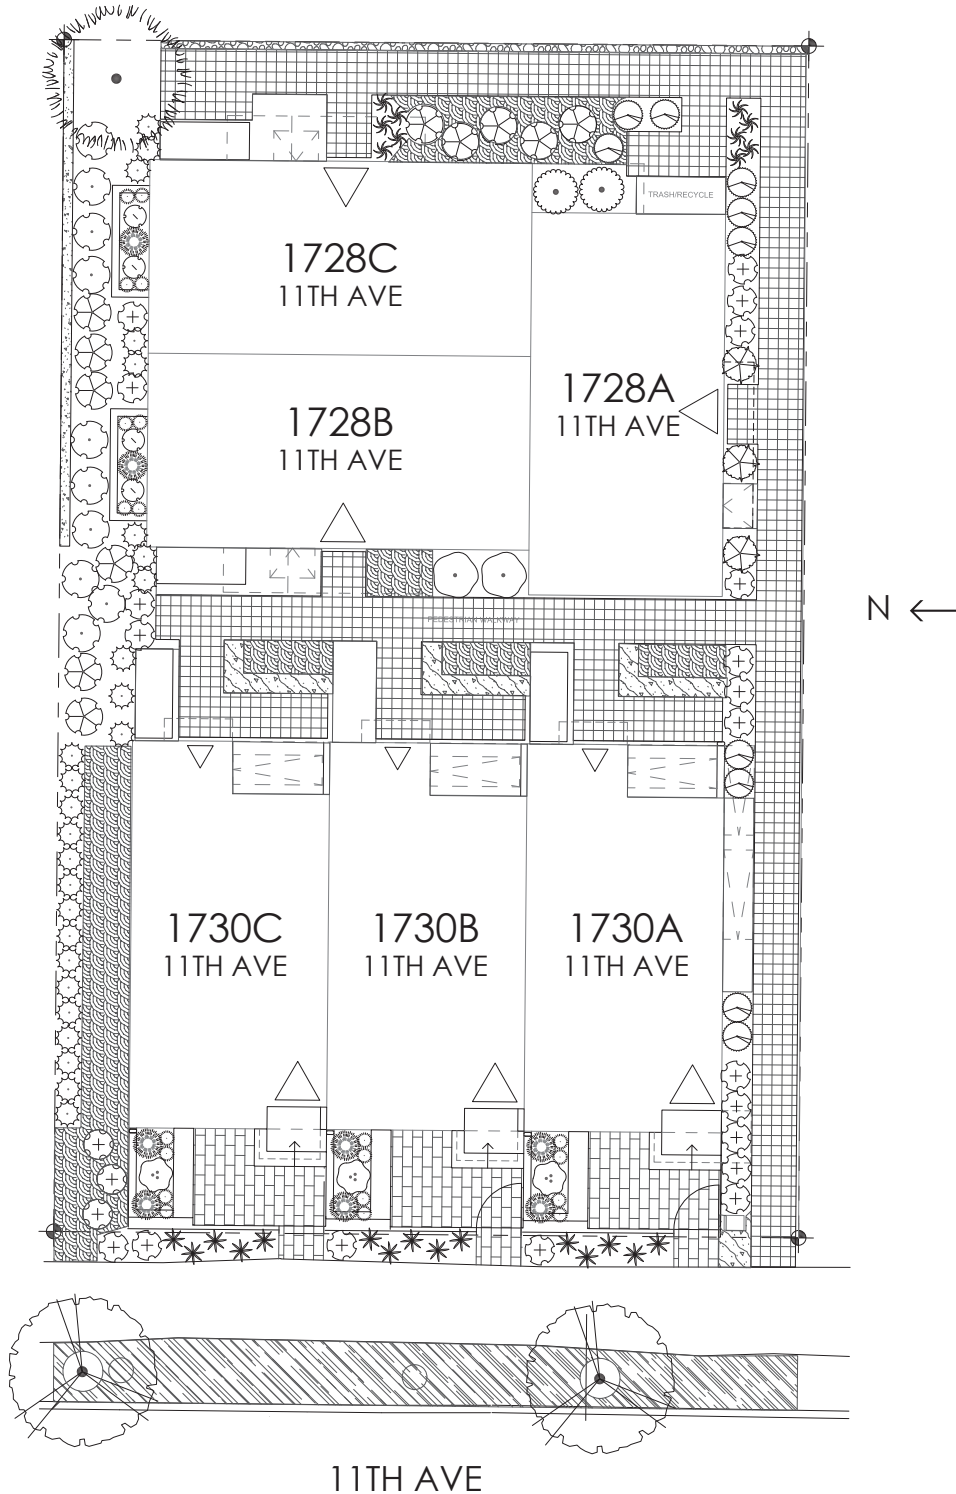 TRASH/RECYCLE
1728C
11TH AVE
1728A
11TH AVE
1728B
11TH AVE
N
PEDESTRIAN WALKWAY
1730C
11TH AVE
1730B
11TH AVE
1730A
11TH AVE
11TH AVE